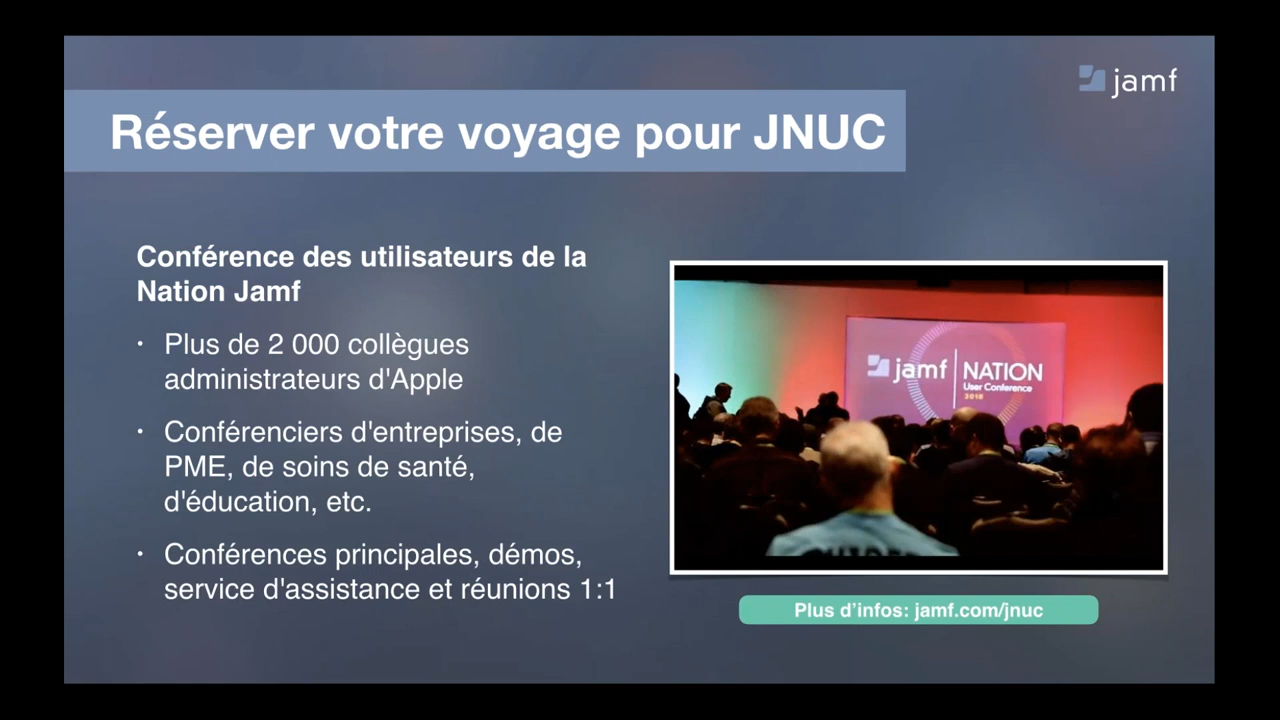 jamf
Réserver votre voyage pour JNUC
Conférence des utilisateurs de la
Nation Jamf
• Plus de 2 000 collègues
administrateurs d'Apple
• Conférenciers d'entreprises, de
PME, de soins de santé,
d'éducation, etc.
• Conférences principales, démos,
service d'assistance et réunions 1:1
jamf | NATION
User Conference
2018
Plus d’infos: jamf.com/jnuc